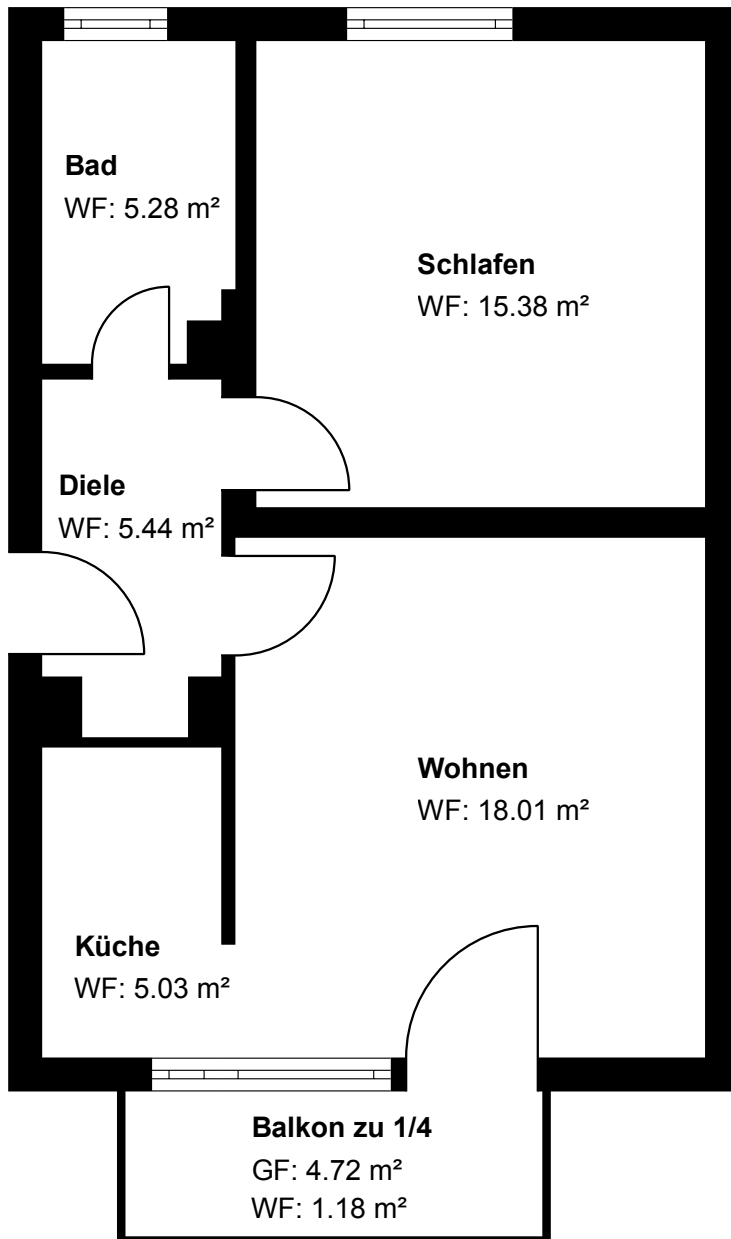 Bad
WF: 5.28 m²
Schlafen
WF: 15.38 m²
Diele
WF: 5.44 m²
Wohnen
WF: 18.01 m²
Küche
WF: 5.03 m²
Balkon zu 1/4
GF: 4.72 m²
WF: 1.18 m²